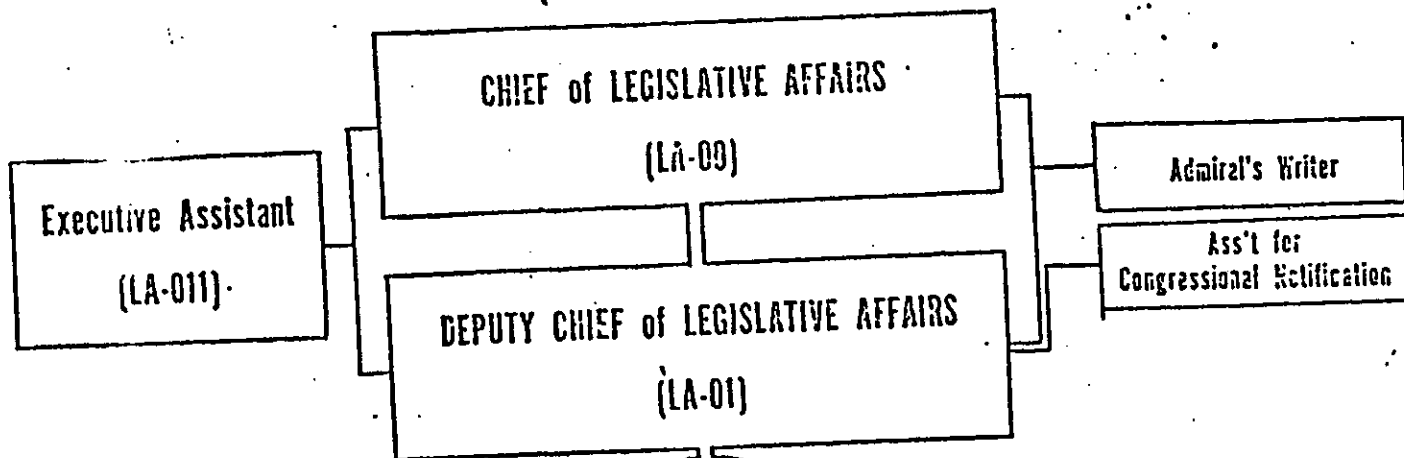 CHIEF of LEGISLATIVE AFFAIRS
(LA-00)
Executive Assistant
(LA-011)
Admiral's Writer
Ass't for
Congressional Notification
DEPUTY CHIEF of LEGISLATIVE AFFAIRS
(LA-01)